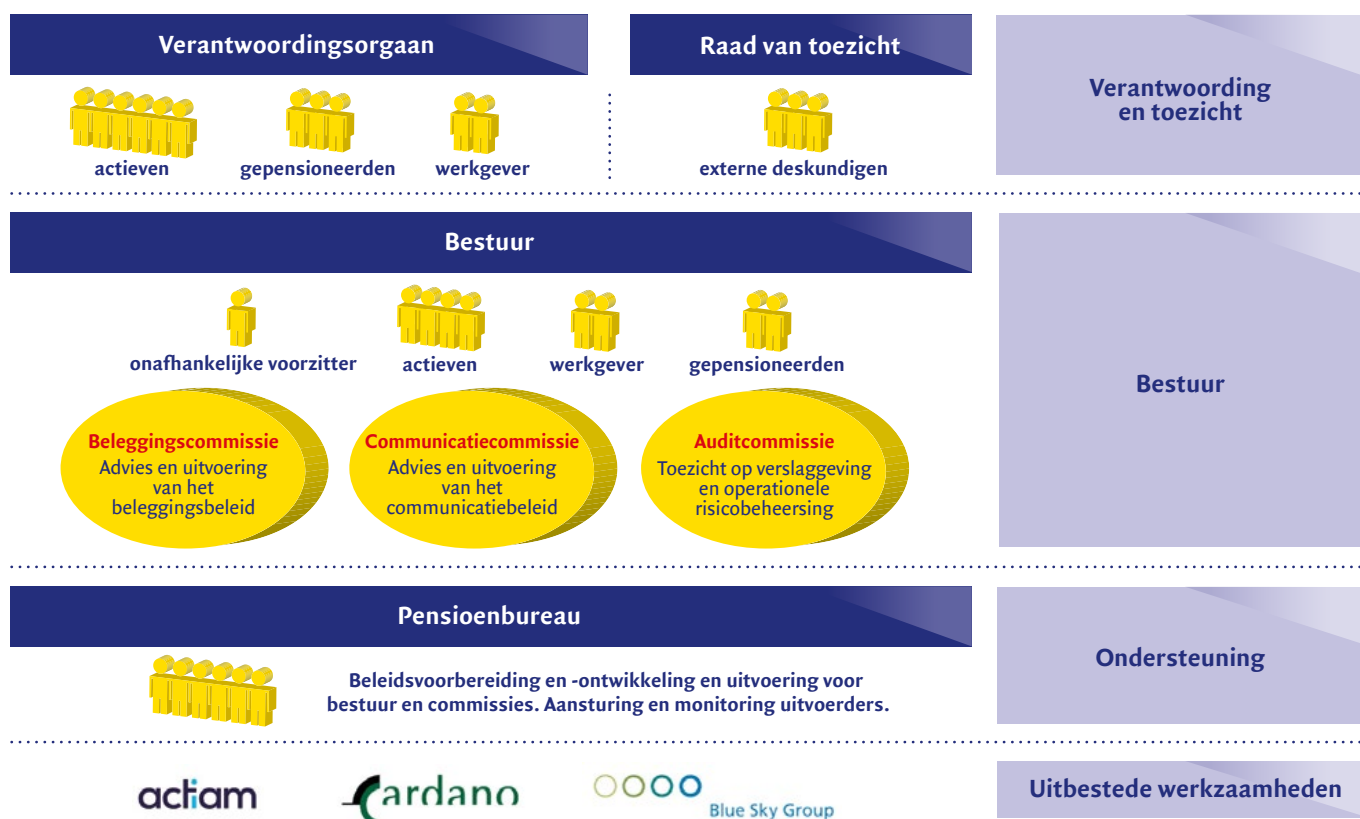 Verantwoordingsorgaan
Raad van toezicht
Verantwoording
en toezicht
actieven
gepensioneerden
werkgever
externe deskundigen
Bestuur
Bestuur
onafhankelijke voorzitter
actieven
werkgever
gepensioneerden
Beleggingscommissie
Advies en uitvoering
van het
beleggingsbeleid
Communicatiecommissie
Advies en uitvoering
van het
communicatiebeleid
Auditcommissie
Toezicht op verslaggeving
en operationele
risicobeheersing
Pensioenbureau
Ondersteuning
Beleidsvoorbereiding en -ontwikkeling en uitvoering voor
bestuur en commissies. Aansturing en monitoring uitvoerders.
actiam
Cardano
Blue Sky Group
Uitbestede werkzaamheden